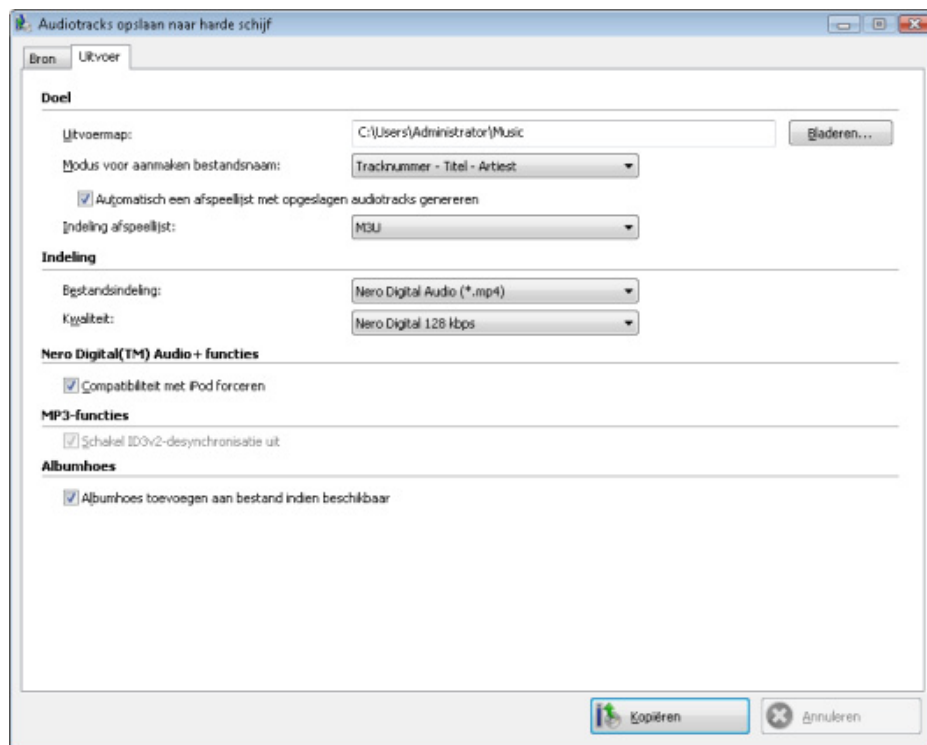 Audiotracks opslaan naar harde schijf
Bron Uitvoer
Doel
Uitvoermap: C:\Users\Administrator\Music Bladeren...
Modus voor aanmaken bestandsnaam: Tracknummer - Titel - Artiest
Automatisch een afspeellijst met opgeslagen audiotracks genereren
Indeling afspeellijst: M3U
Indeling
Bestandsindeling: Nero Digital Audio (*.mp4)
Kwaliteit: Nero Digital 128 kbps
Nero Digital(TM) Audio+ functies
Compatibiliteit met iPod forceren
MP3-functies
Schakel ID3v2-desynchronisatie uit
Albumhoes
Albumhoes toevoegen aan bestand indien beschikbaar
Kopiëren Annuleren